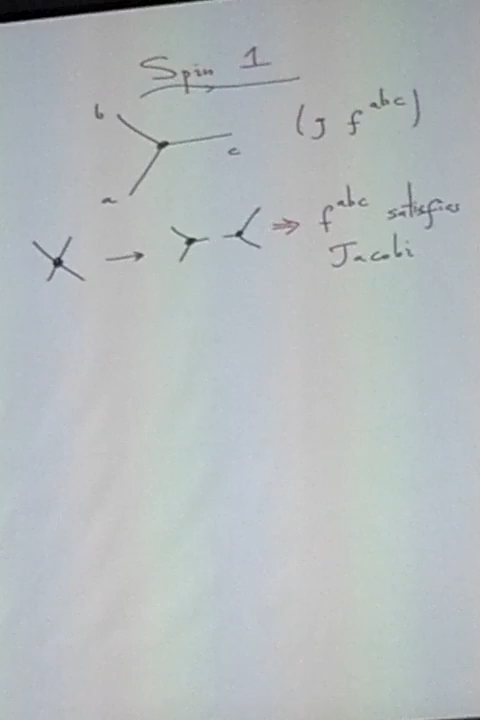 Spin 1
b
c
a
(g f^{abc})
⇒ f^{abc} satisfies
Jacobi